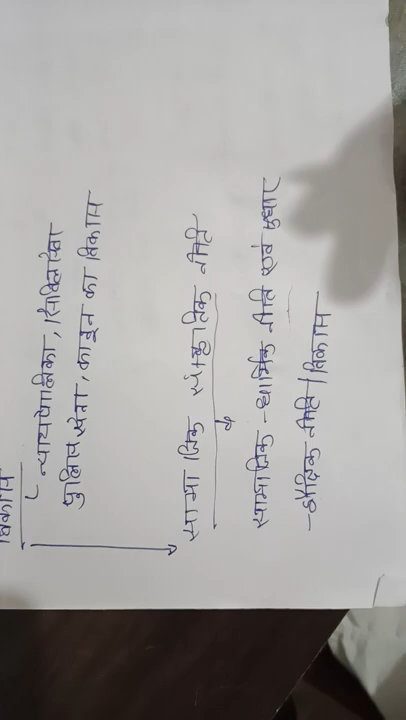 विकास
न्यायपालिका, सिविल सेवा
पुलिस सेवा, कानून का विकास
सामाजिक सांस्कृतिक नीति
सामाजिक - धार्मिक नीति एवं सुधार
- शैक्षिक नीति / विकास